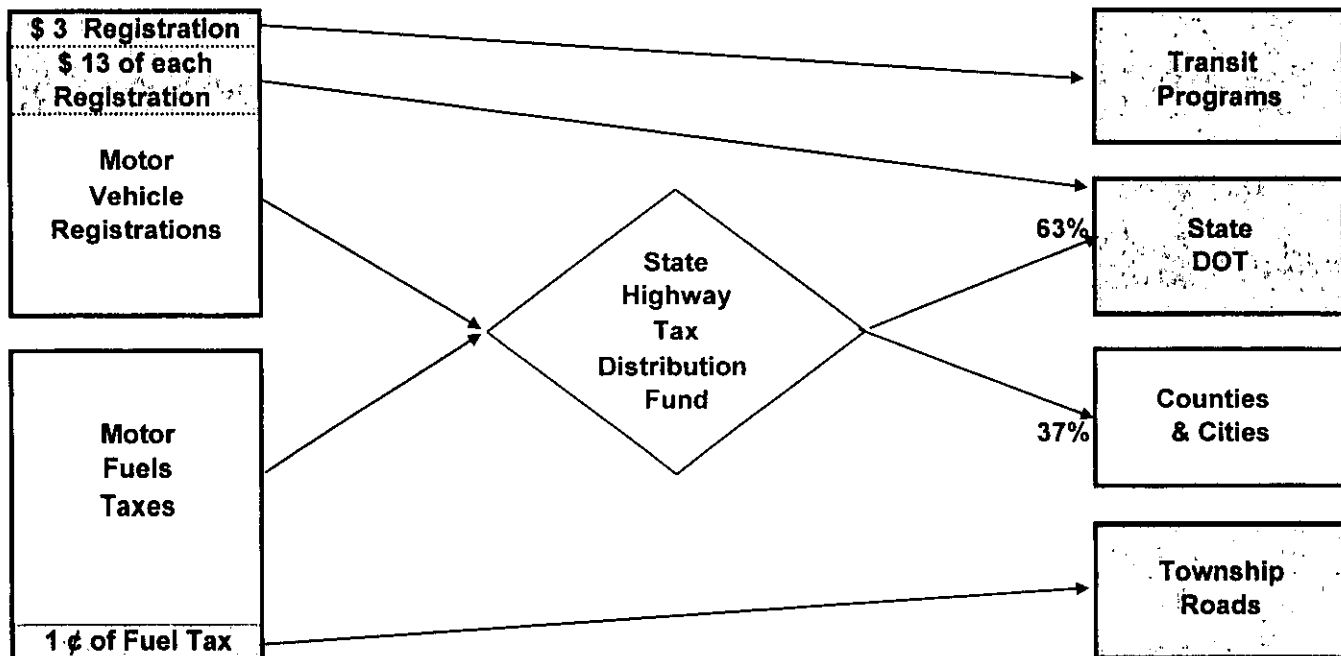 $ 3 Registration
$ 13 of each
Registration
Motor
Vehicle
Registrations
Motor
Fuels
Taxes
1 ¢ of Fuel Tax
State
Highway
Tax
Distribution
Fund
63%
37%
Transit
Programs
State
DOT
Counties
& Cities
Township
Roads